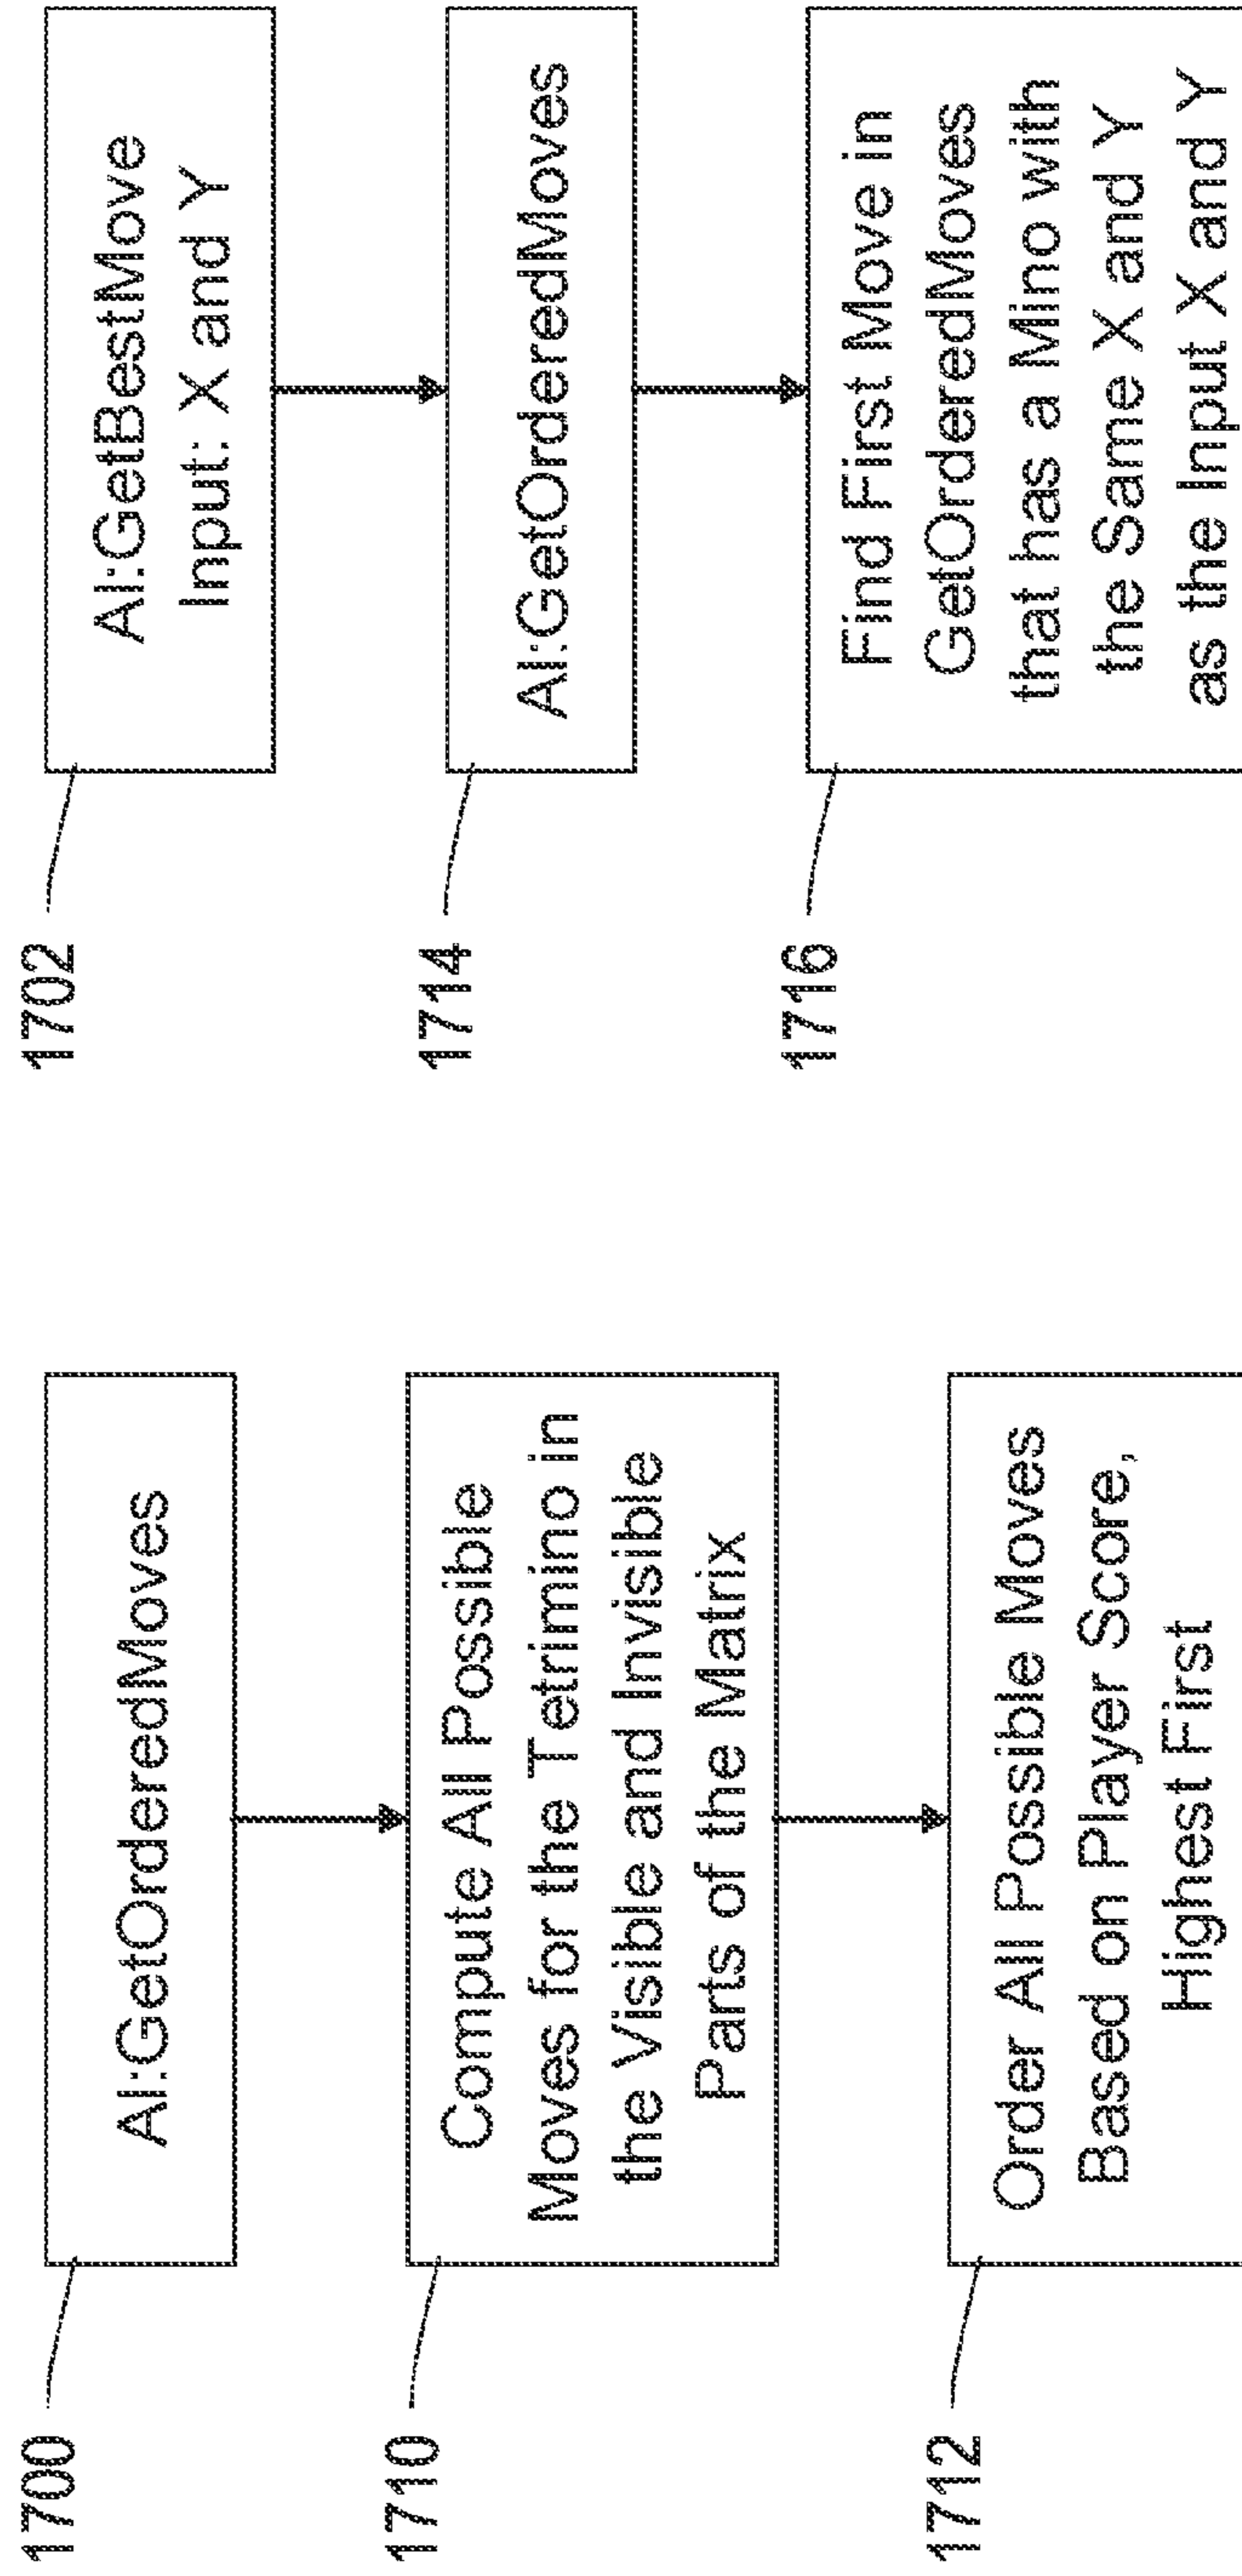 1700
AI:GetOrderedMoves
1710
Compute All Possible
Moves for the Tetrimino in
the Visible and Invisible
Parts of the Matrix
1712
Order All Possible Moves
Based on Player Score,
Highest First
1702
AI:GetBestMove
Input: X and Y
1714
AI:GetOrderedMoves
1716
Find First Move in
GetOrderedMoves
that has a Mino with
the Same X and Y
as the Input X and Y